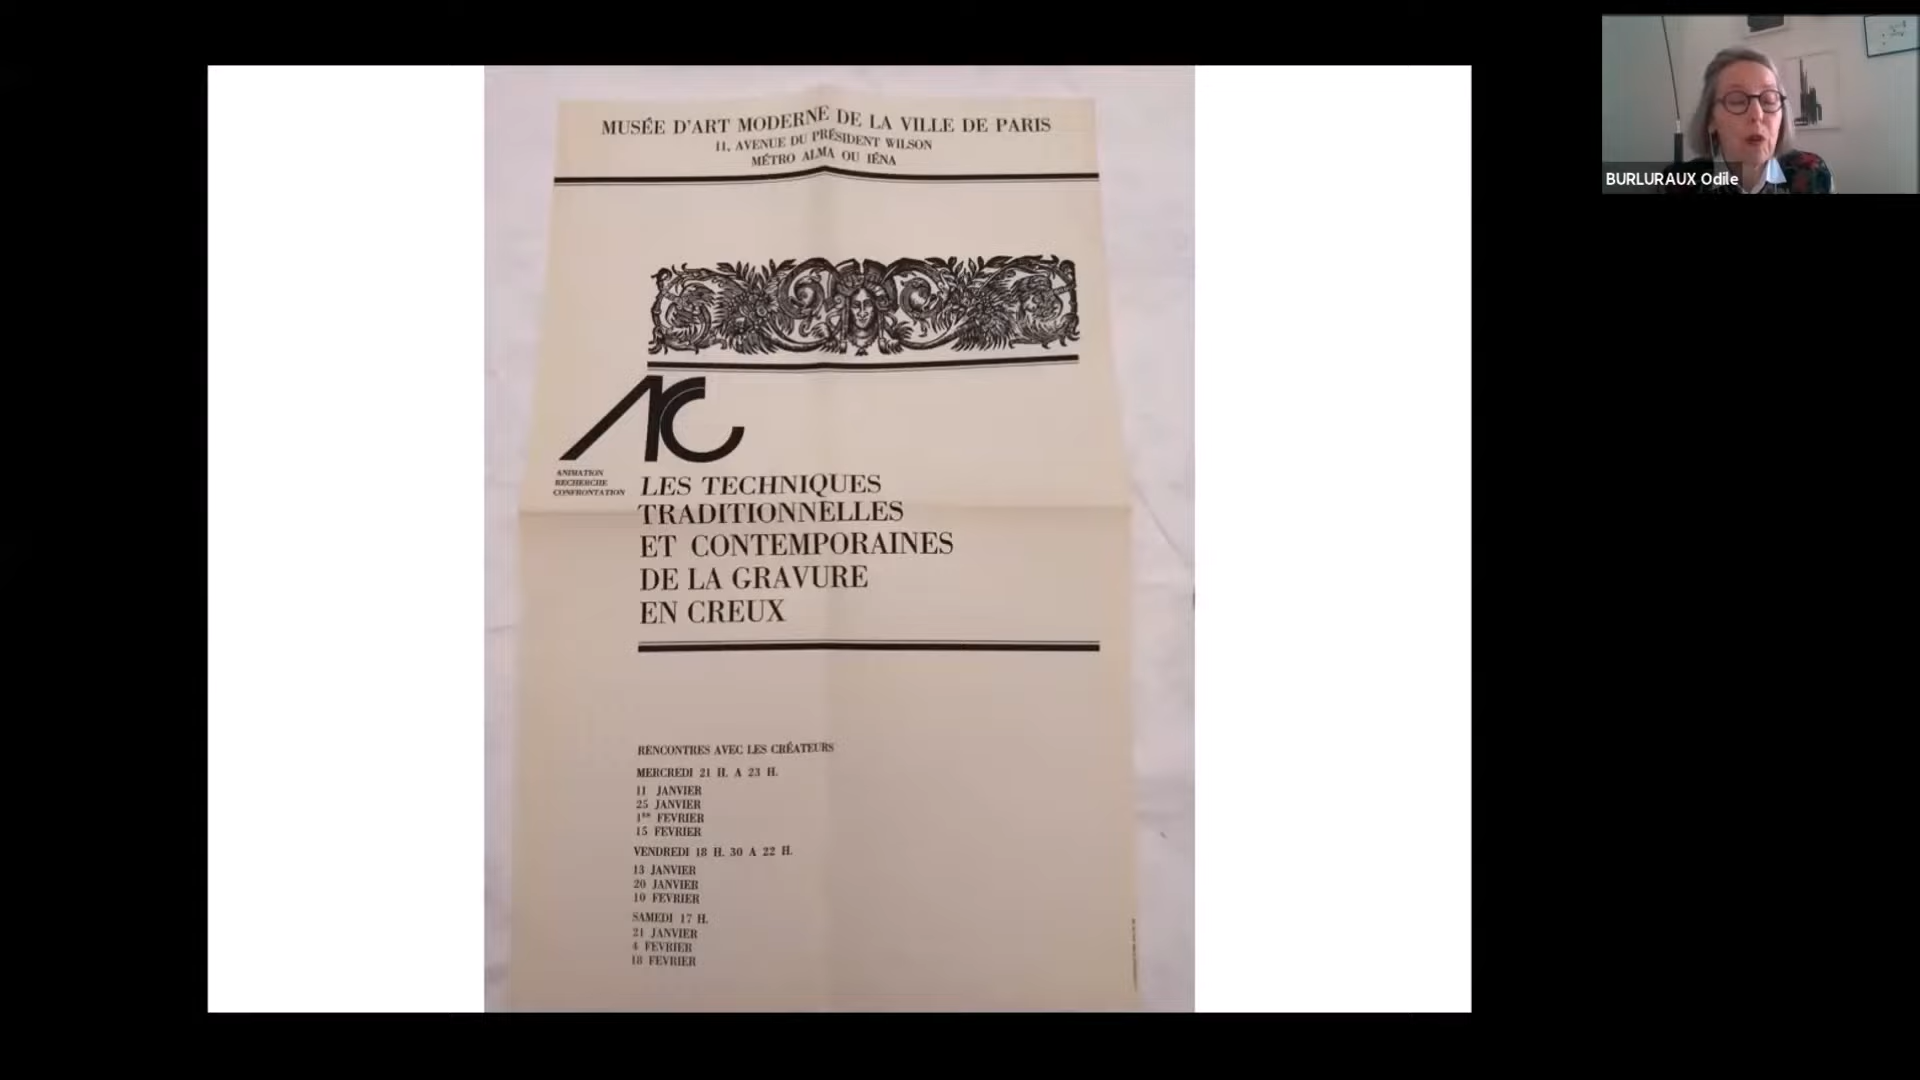 MUSÉE D'ART MODERNE DE LA VILLE DE PARIS
11, AVENUE DU PRÉSIDENT WILSON
MÉTRO ALMA OU IÉNA
ARC
ANIMATION
RECHERCHE
CONFRONTATION
LES TECHNIQUES
TRADITIONNELLES
ET CONTEMPORAINES
DE LA GRAVURE
EN CREUX
RENCONTRES AVEC LES CRÉATEURS
MERCREDI 21 H. A 23 H.
11 JANVIER
25 JANVIER
1ER FEVRIER
15 FEVRIER
VENDREDI 18 H. 30 A 22 H.
13 JANVIER
20 JANVIER
10 FEVRIER
SAMEDI 17 H.
21 JANVIER
4 FEVRIER
18 FEVRIER
BURLURAUX Odile